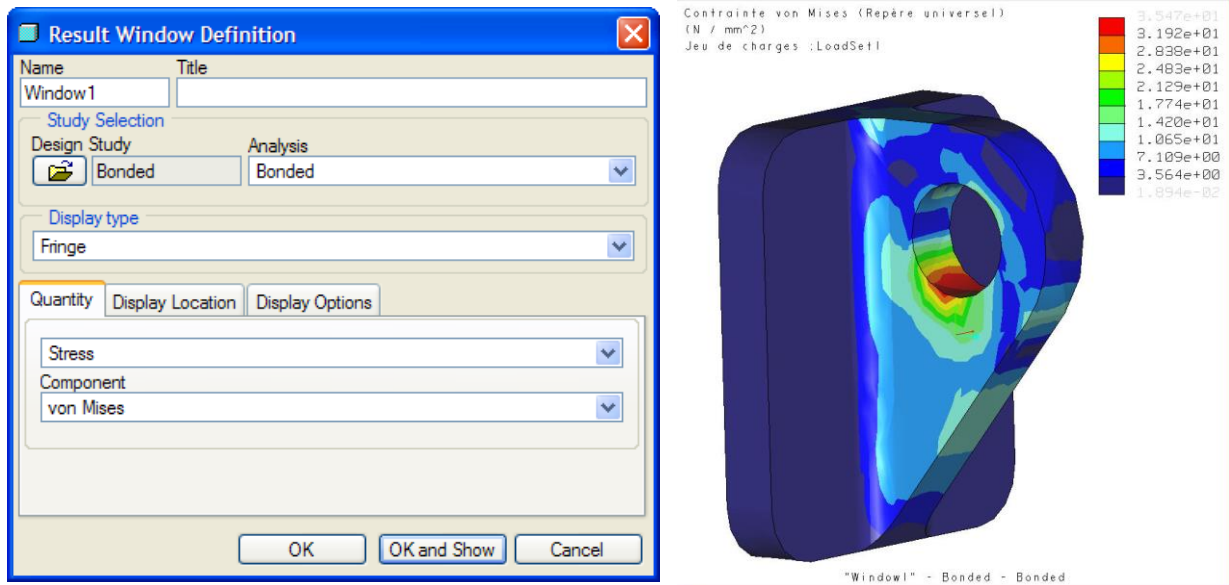 Result Window Definition
Name Title
Window1
Study Selection
Design Study Analysis
Bonded Bonded
Display type
Fringe
Quantity Display Location Display Options
Stress
Component
von Mises
OK OK and Show Cancel
Contrainte von Mises (Repère universel)
(N / mm^2)
Jeu de charges :LoadSet1
3.547e+01
3.192e+01
2.838e+01
2.483e+01
2.129e+01
1.774e+01
1.420e+01
1.065e+01
7.109e+00
3.564e+00
1.894e-02
"Window1" - Bonded - Bonded